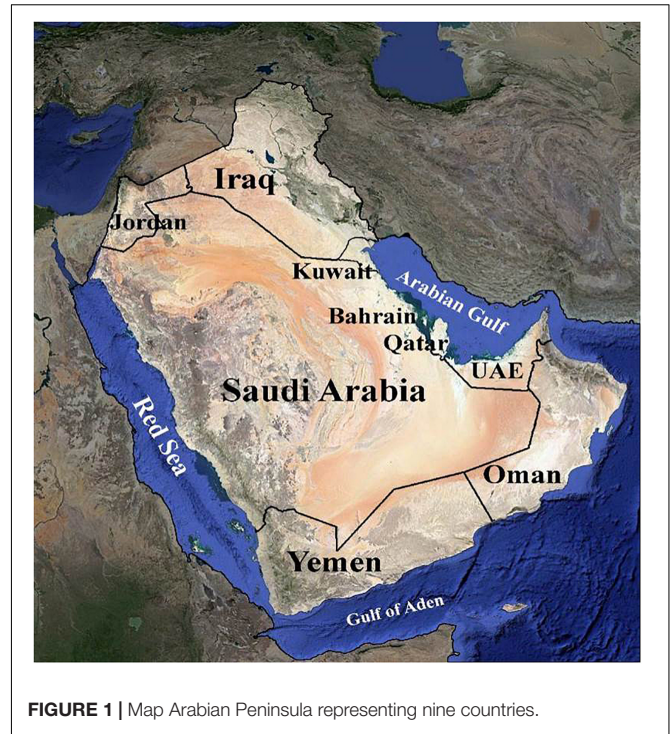 Iraq
Jordan
Kuwait
Arabian Gulf
Bahrain
Qatar
UAE
Saudi Arabia
Red Sea
Oman
Yemen
Gulf of Aden
FIGURE 1 | Map Arabian Peninsula representing nine countries.